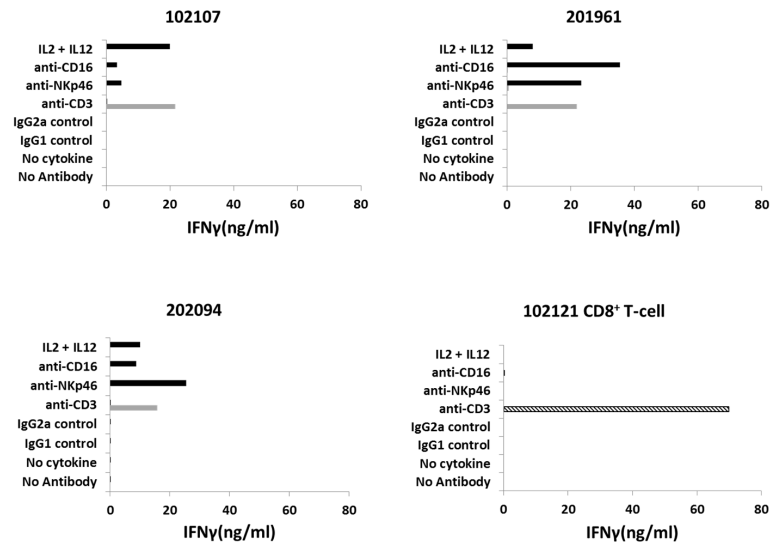 102107
IL2 + IL12
anti-CD16
anti-NKp46
anti-CD3
IgG2a control
IgG1 control
No cytokine
No Antibody
0 20 40 60 80
IFNγ(ng/ml)
201961
IL2 + IL12
anti-CD16
anti-NKp46
anti-CD3
IgG2a control
IgG1 control
No cytokine
No Antibody
0 20 40 60 80
IFNγ(ng/ml)
202094
IL2 + IL12
anti-CD16
anti-NKp46
anti-CD3
IgG2a control
IgG1 control
No cytokine
No Antibody
0 20 40 60 80
IFNγ(ng/ml)
102121 CD8⁺ T-cell
IL2 + IL12
anti-CD16
anti-NKp46
anti-CD3
IgG2a control
IgG1 control
No cytokine
No Antibody
0 20 40 60 80
IFNγ(ng/ml)